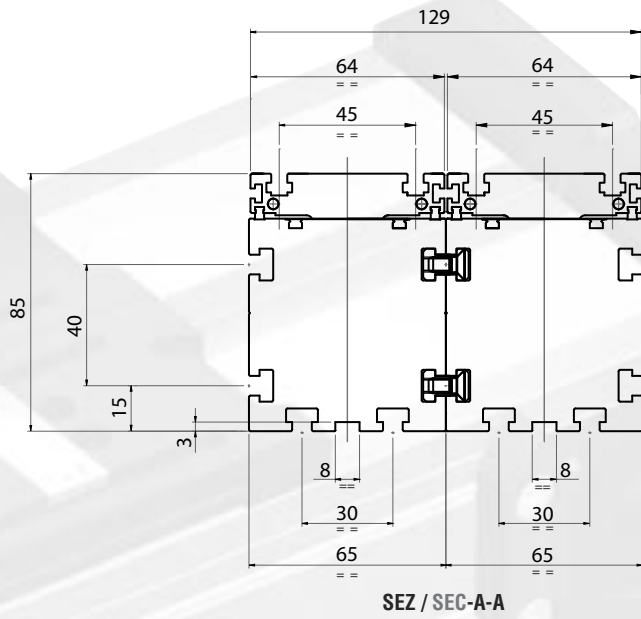 129
64 64
= = = =
45 45
= = = =
85
40
15
3
8 8
== ==
30 30
= = = =
65 65
= = = =
SEZ / SEC-A-A